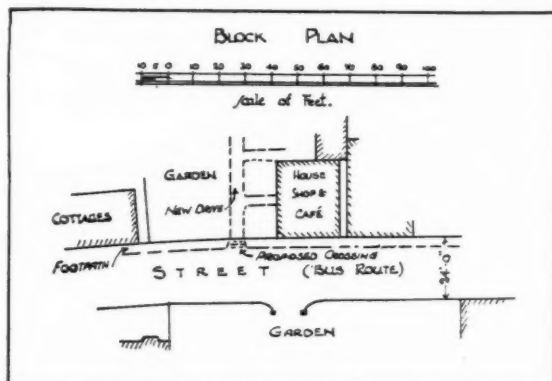 BLOCK PLAN
10 5 0 10 20 30 40 50 60 70 80 90 100
Scale of Feet.
GARDEN
HOUSE
SHOP &
CAFÉ
NEW DRIVE
COTTAGES
FOOTPATH
PROPOSED CROSSING
STREET ('BUS ROUTE)
GARDEN